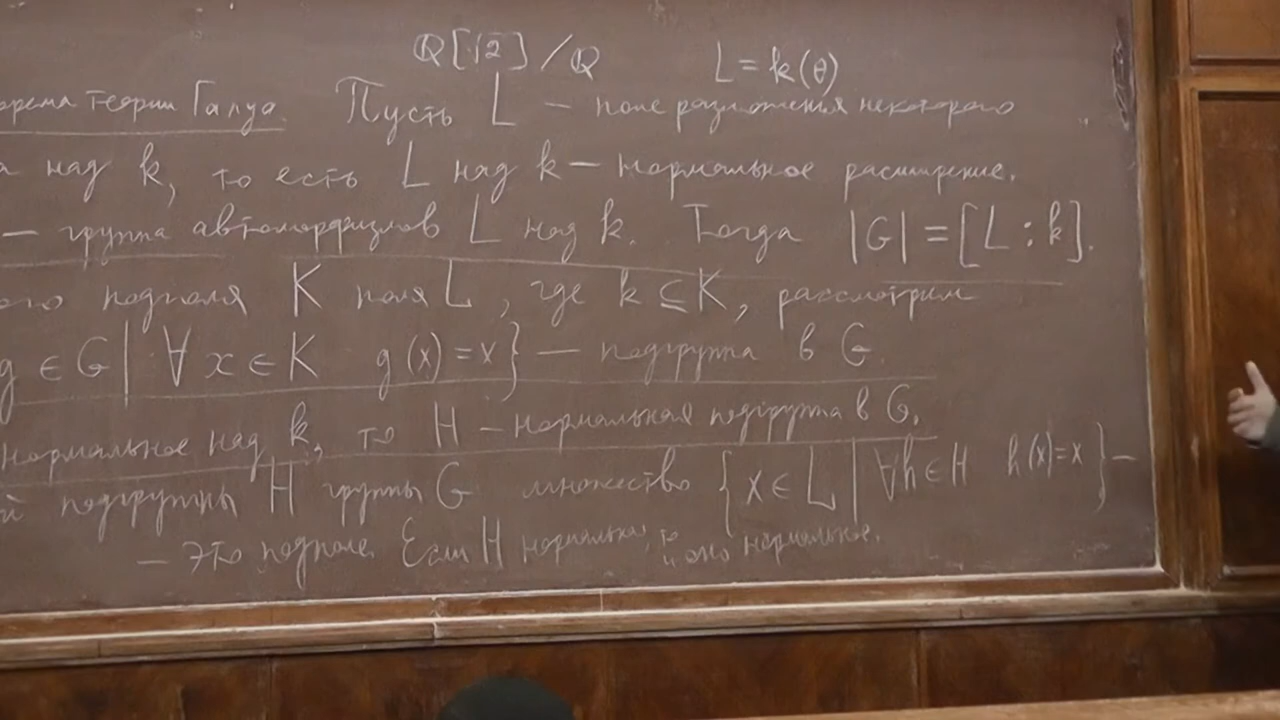 Q[√2] / Q L = k(θ)
орема теории Галуа. Пусть L — поле разложения некоторого
а над k, то есть L над k — нормальное расширение.
— группа автоморфизмов L над k. Тогда |G| = [L : k].
ого подполя K поля L, где k ⊆ K, рассмотрим
g ∈ G | ∀ x ∈ K g(x) = x} — подгруппа в G.
нормальное над k, то H — нормальная подгруппа в G.
й подгруппы H группы G множество {x ∈ L | ∀h ∈ H h(x) = x} —
— это подполе. Если H нормальна, то и оно нормальное.